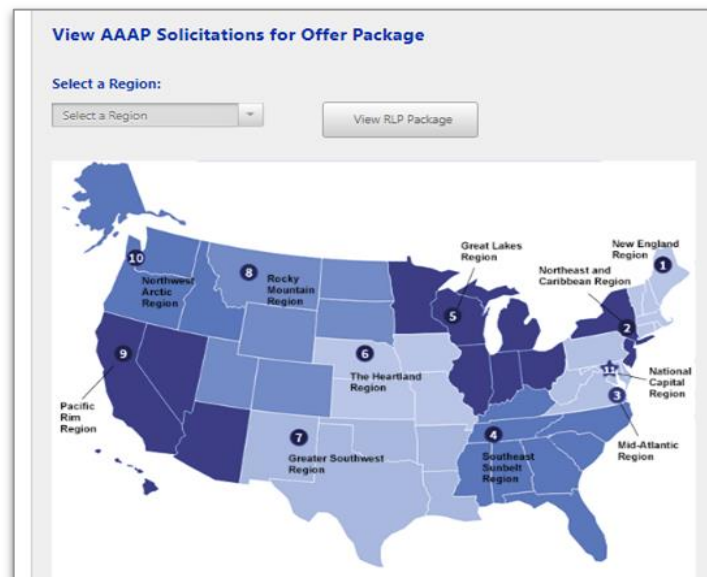 View AAAP Solicitations for Offer Package
Select a Region:
Select a Region
View RLP Package
10
Northwest
Arctic
Region
8
Rocky
Mountain
Region
Great Lakes
Region
5
New England
Region
1
Northeast and
Caribbean Region
2
9
Pacific
Rim
Region
6
The Heartland
Region
11
National
Capital
Region
3
Mid-Atlantic
Region
7
Greater Southwest
Region
4
Southeast
Sunbelt
Region